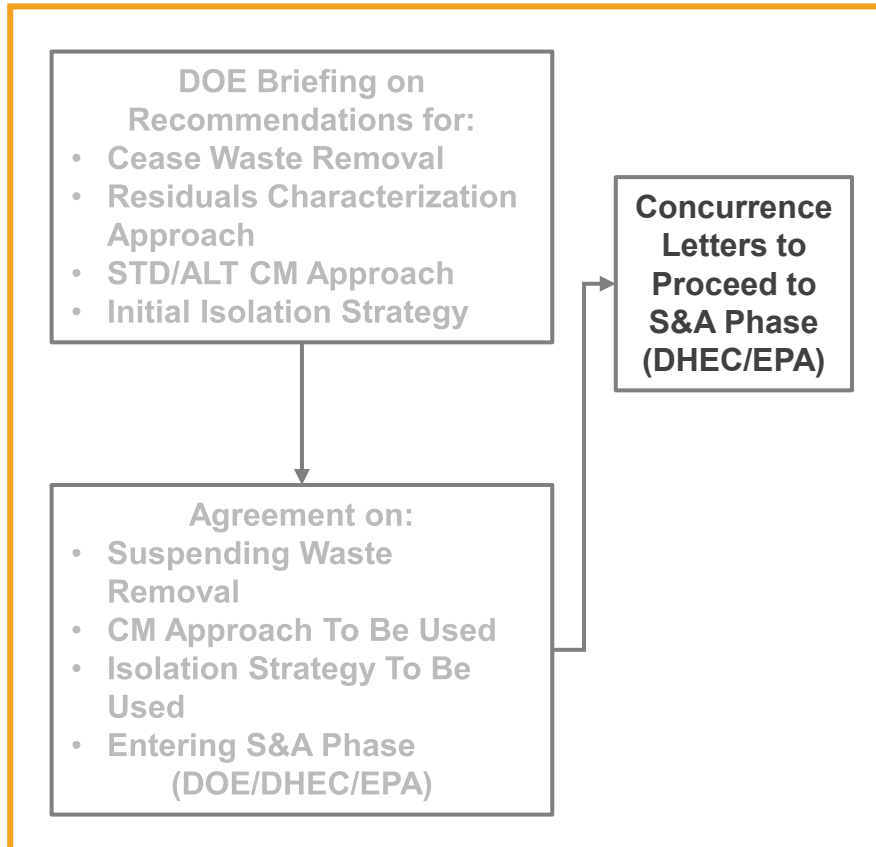 DOE Briefing on
Recommendations for:
• Cease Waste Removal
• Residuals Characterization
Approach
• STD/ALT CM Approach
• Initial Isolation Strategy
Concurrence
Letters to
Proceed to
S&A Phase
(DHEC/EPA)
Agreement on:
• Suspending Waste
Removal
• CM Approach To Be Used
• Isolation Strategy To Be
Used
• Entering S&A Phase
(DOE/DHEC/EPA)